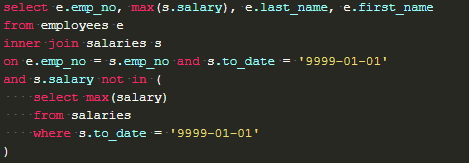 select e.emp_no, max(s.salary), e.last_name, e.first_name
from employees e
inner join salaries s
on e.emp_no = s.emp_no and s.to_date = '9999-01-01'
and s.salary not in (
    select max(salary)
    from salaries
    where s.to_date = '9999-01-01'
)